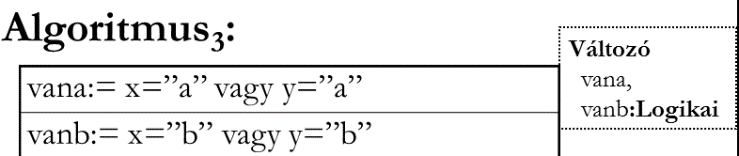 Algoritmus₃:
Változó
vana,
vanb:Logikai
vana:= x=”a” vagy y=”a”
vanb:= x=”b” vagy y=”b”